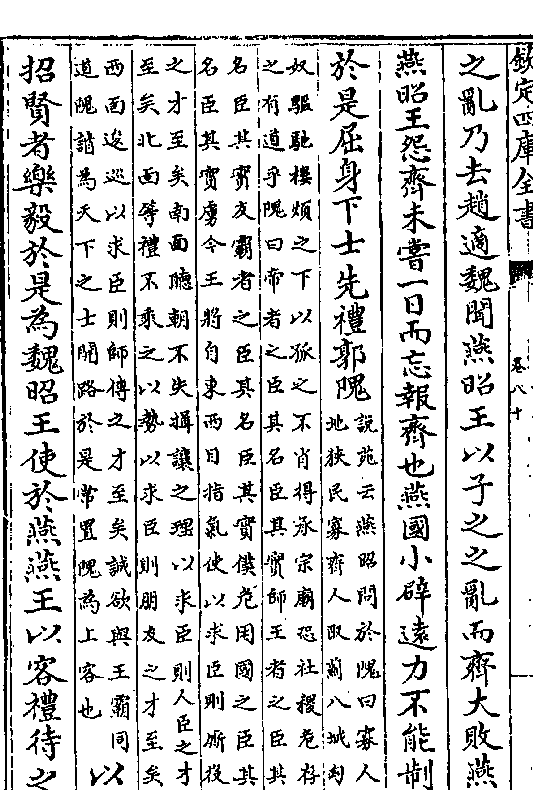 欽定四庫全書 卷八十
之亂乃去趙適魏聞燕昭王以子之之亂而齊大敗燕
燕昭王怨齊未嘗一日而忘報齊也燕國小辟遠力不能制
於是屈身下士先禮郭隗
說苑云燕昭問於隗曰寡人
地狹民寡齊人取薊八城匈
奴驅馳樓煩之下以孤之不肖得承宗廟恐社稷危存
之有道乎隗曰帝者之臣其名臣其實師王者之臣其
名臣其實友霸者之臣其名臣其實僕危困國之臣其
名臣其實虜今王將自東西目指氣使以求臣則廝役
之才至矣南面聽朝不失揖讓之理以求臣則人臣之才
至矣北面等禮不乘之以勢以求臣則朋友之才至矣
西面逡巡以求臣則師傅之才至矣誠欲與王霸同
道隗請為天下之士開路於是常置隗為上客也
以
招賢者樂毅於是為魏昭王使於燕燕王以客禮待之